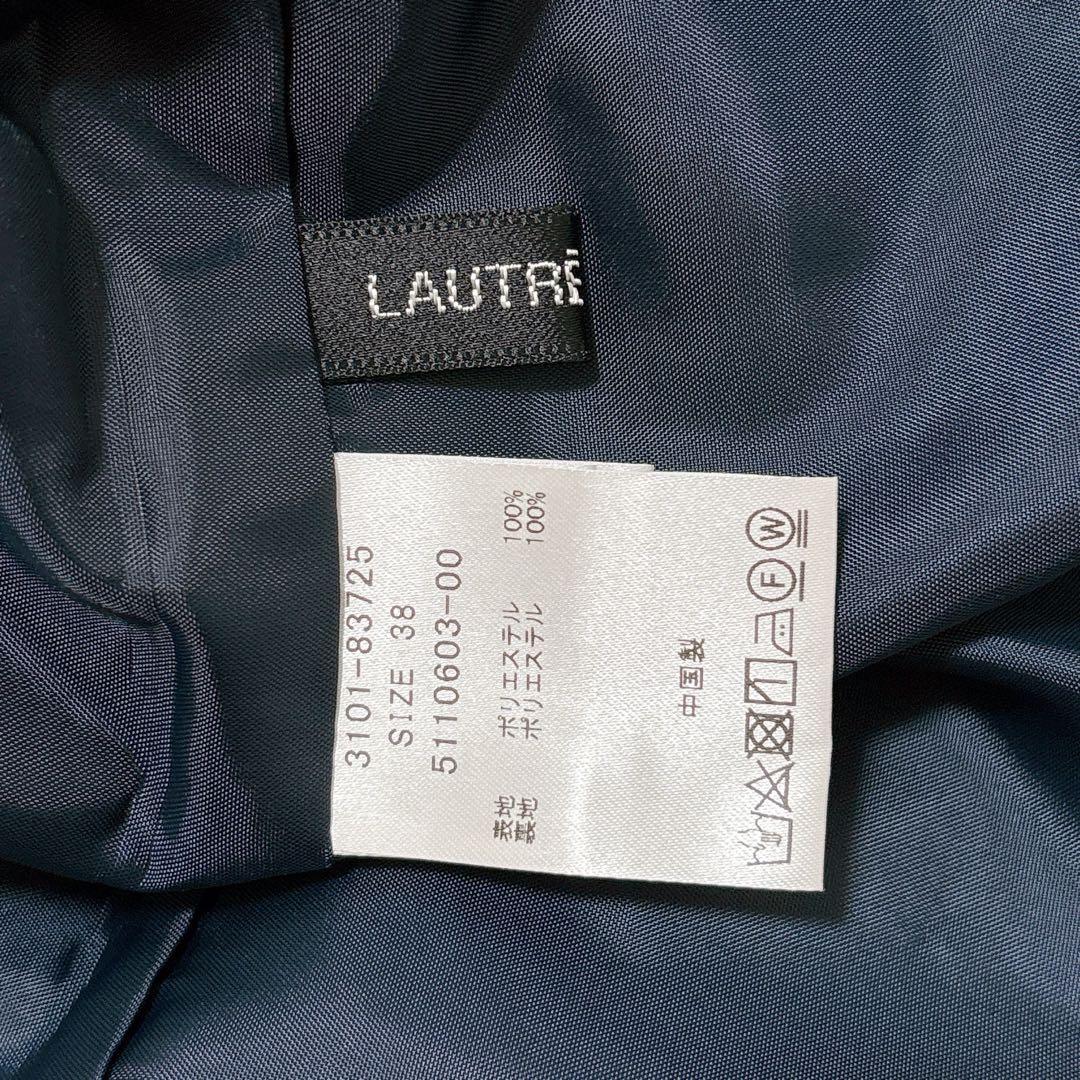 LAUTRÉ
3101-83725
SIZE 38
5110603-00
表地 ポリエステル 100%
裏地 ポリエステル 100%
中国製
F W